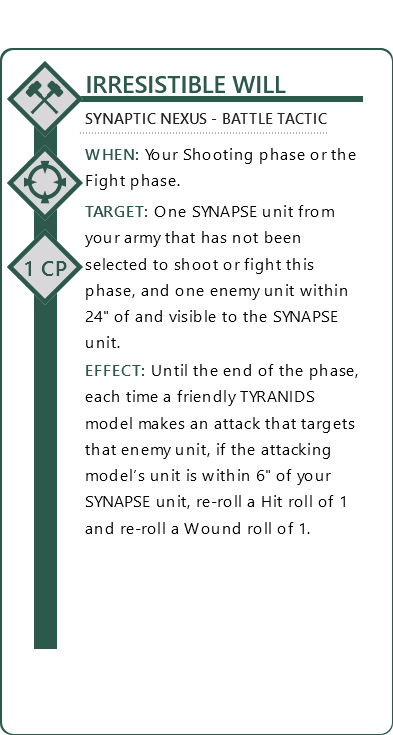 IRRESISTIBLE WILL
SYNAPTIC NEXUS - BATTLE TACTIC
WHEN: Your Shooting phase or the
Fight phase.
TARGET: One SYNAPSE unit from
your army that has not been
selected to shoot or fight this
phase, and one enemy unit within
24" of and visible to the SYNAPSE
unit.
EFFECT: Until the end of the phase,
each time a friendly TYRANIDS
model makes an attack that targets
that enemy unit, if the attacking
model’s unit is within 6" of your
SYNAPSE unit, re-roll a Hit roll of 1
and re-roll a Wound roll of 1.
1 CP